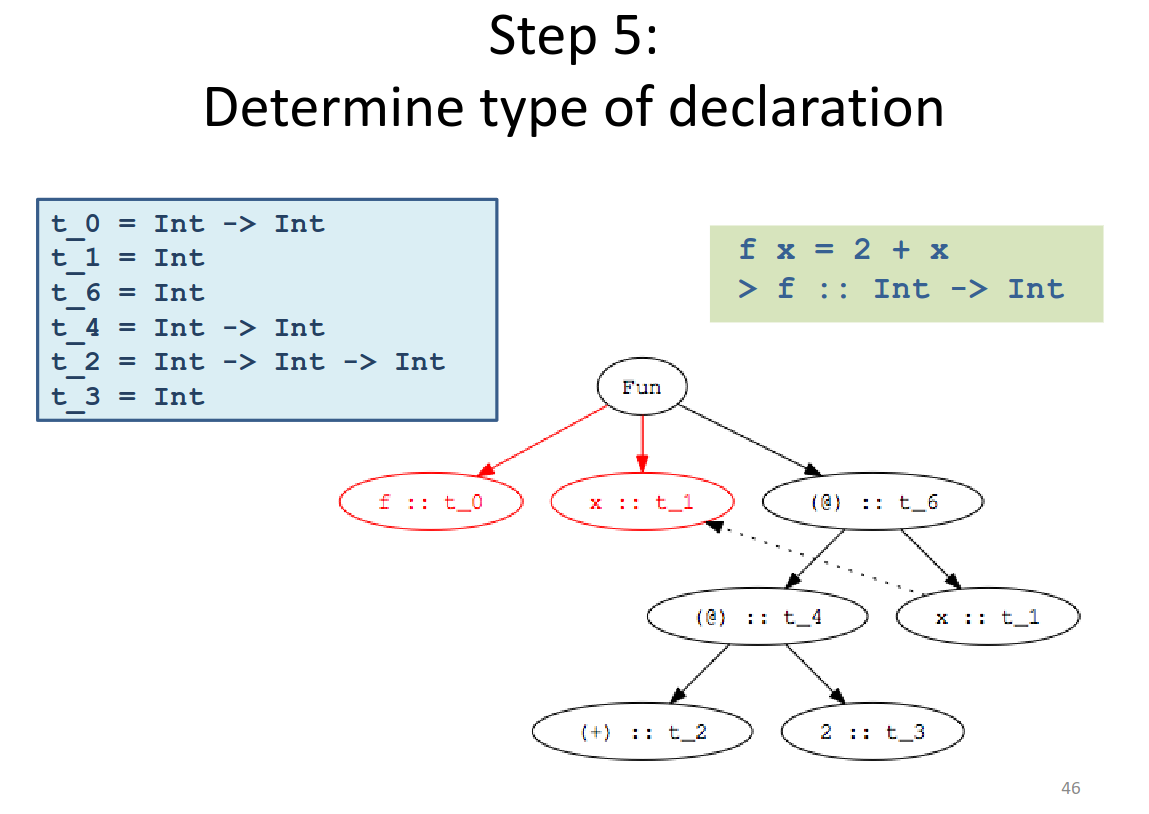 Step 5:
Determine type of declaration
t_0 = Int -> Int
t_1 = Int
t_6 = Int
t_4 = Int -> Int
t_2 = Int -> Int -> Int
t_3 = Int
f x = 2 + x
> f :: Int -> Int
Fun
f :: t_0
x :: t_1
(@) :: t_6
(@) :: t_4
x :: t_1
(+) :: t_2
2 :: t_3
46